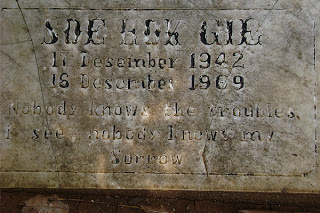 SOE HOK GIE
17 Desember 1942
16 Desember 1969
Nobody knows the troubles,
I see, nobody knows my
Sorrow